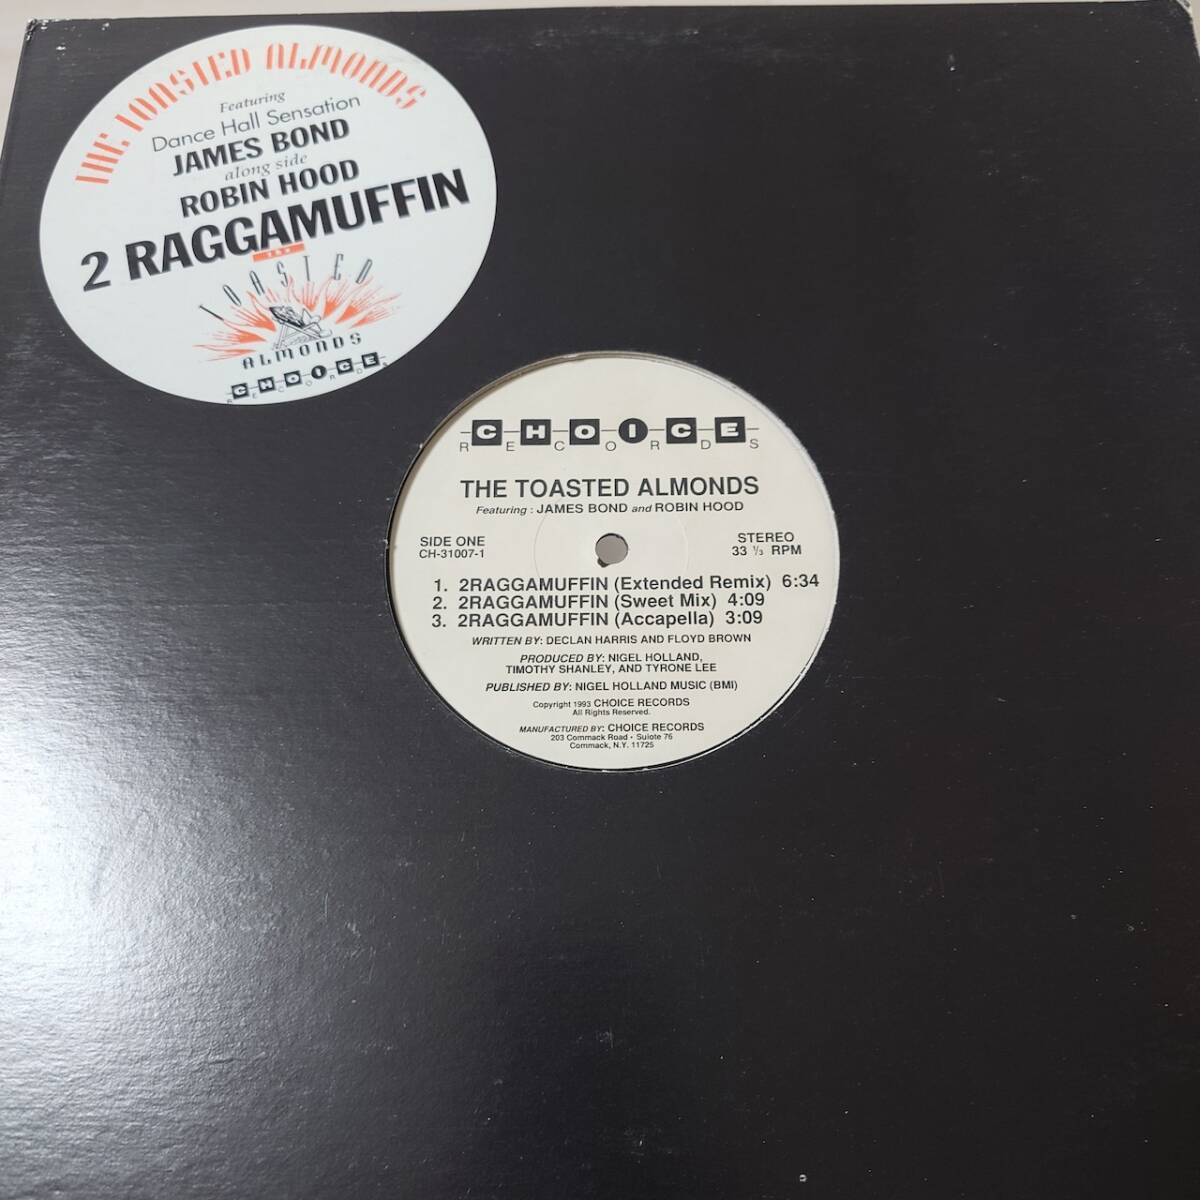 THE TOASTED ALMONDS
Featuring
Dance Hall Sensation
JAMES BOND
along side
ROBIN HOOD
2 RAGGAMUFFIN
the
TOASTED
ALMONDS
CHOICE
RECORDS
CHOICE
RECORDS
THE TOASTED ALMONDS
Featuring : JAMES BOND and ROBIN HOOD
SIDE ONE
CH-31007-1
STEREO
33 ⅓ RPM
1. 2RAGGAMUFFIN (Extended Remix) 6:34
2. 2RAGGAMUFFIN (Sweet Mix) 4:09
3. 2RAGGAMUFFIN (Accapella) 3:09
WRITTEN BY: DECLAN HARRIS AND FLOYD BROWN
PRODUCED BY: NIGEL HOLLAND,
TIMOTHY SHANLEY, AND TYRONE LEE
PUBLISHED BY: NIGEL HOLLAND MUSIC (BMI)
Copyright 1993 CHOICE RECORDS
All Rights Reserved.
MANUFACTURED BY: CHOICE RECORDS
203 Commack Road • Suiote 76
Commack, N.Y. 11725